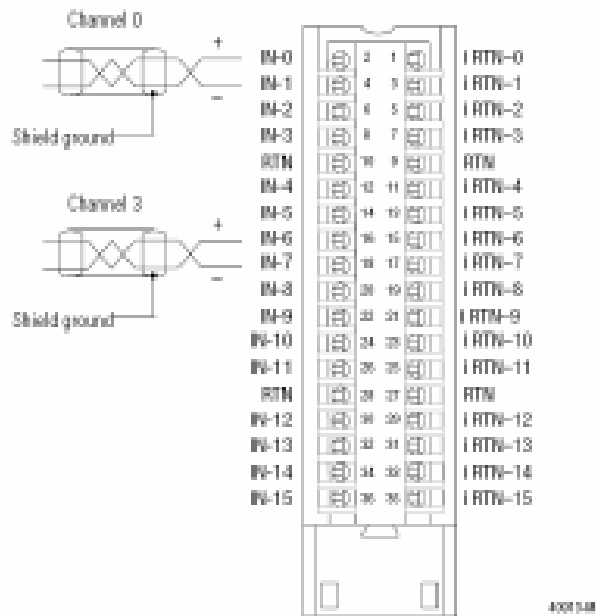 Channel 0
+
–
Shield ground
Channel 3
+
–
Shield ground
IN-0 2 1 i RTN-0
IN-1 4 3 i RTN-1
IN-2 6 5 i RTN-2
IN-3 8 7 i RTN-3
RTN 10 9 RTN
IN-4 12 11 i RTN-4
IN-5 14 13 i RTN-5
IN-6 16 15 i RTN-6
IN-7 18 17 i RTN-7
IN-8 20 19 i RTN-8
IN-9 22 21 i RTN-9
IN-10 24 23 i RTN-10
IN-11 26 25 i RTN-11
RTN 28 27 RTN
IN-12 30 29 i RTN-12
IN-13 32 31 i RTN-13
IN-14 34 33 i RTN-14
IN-15 36 35 i RTN-15